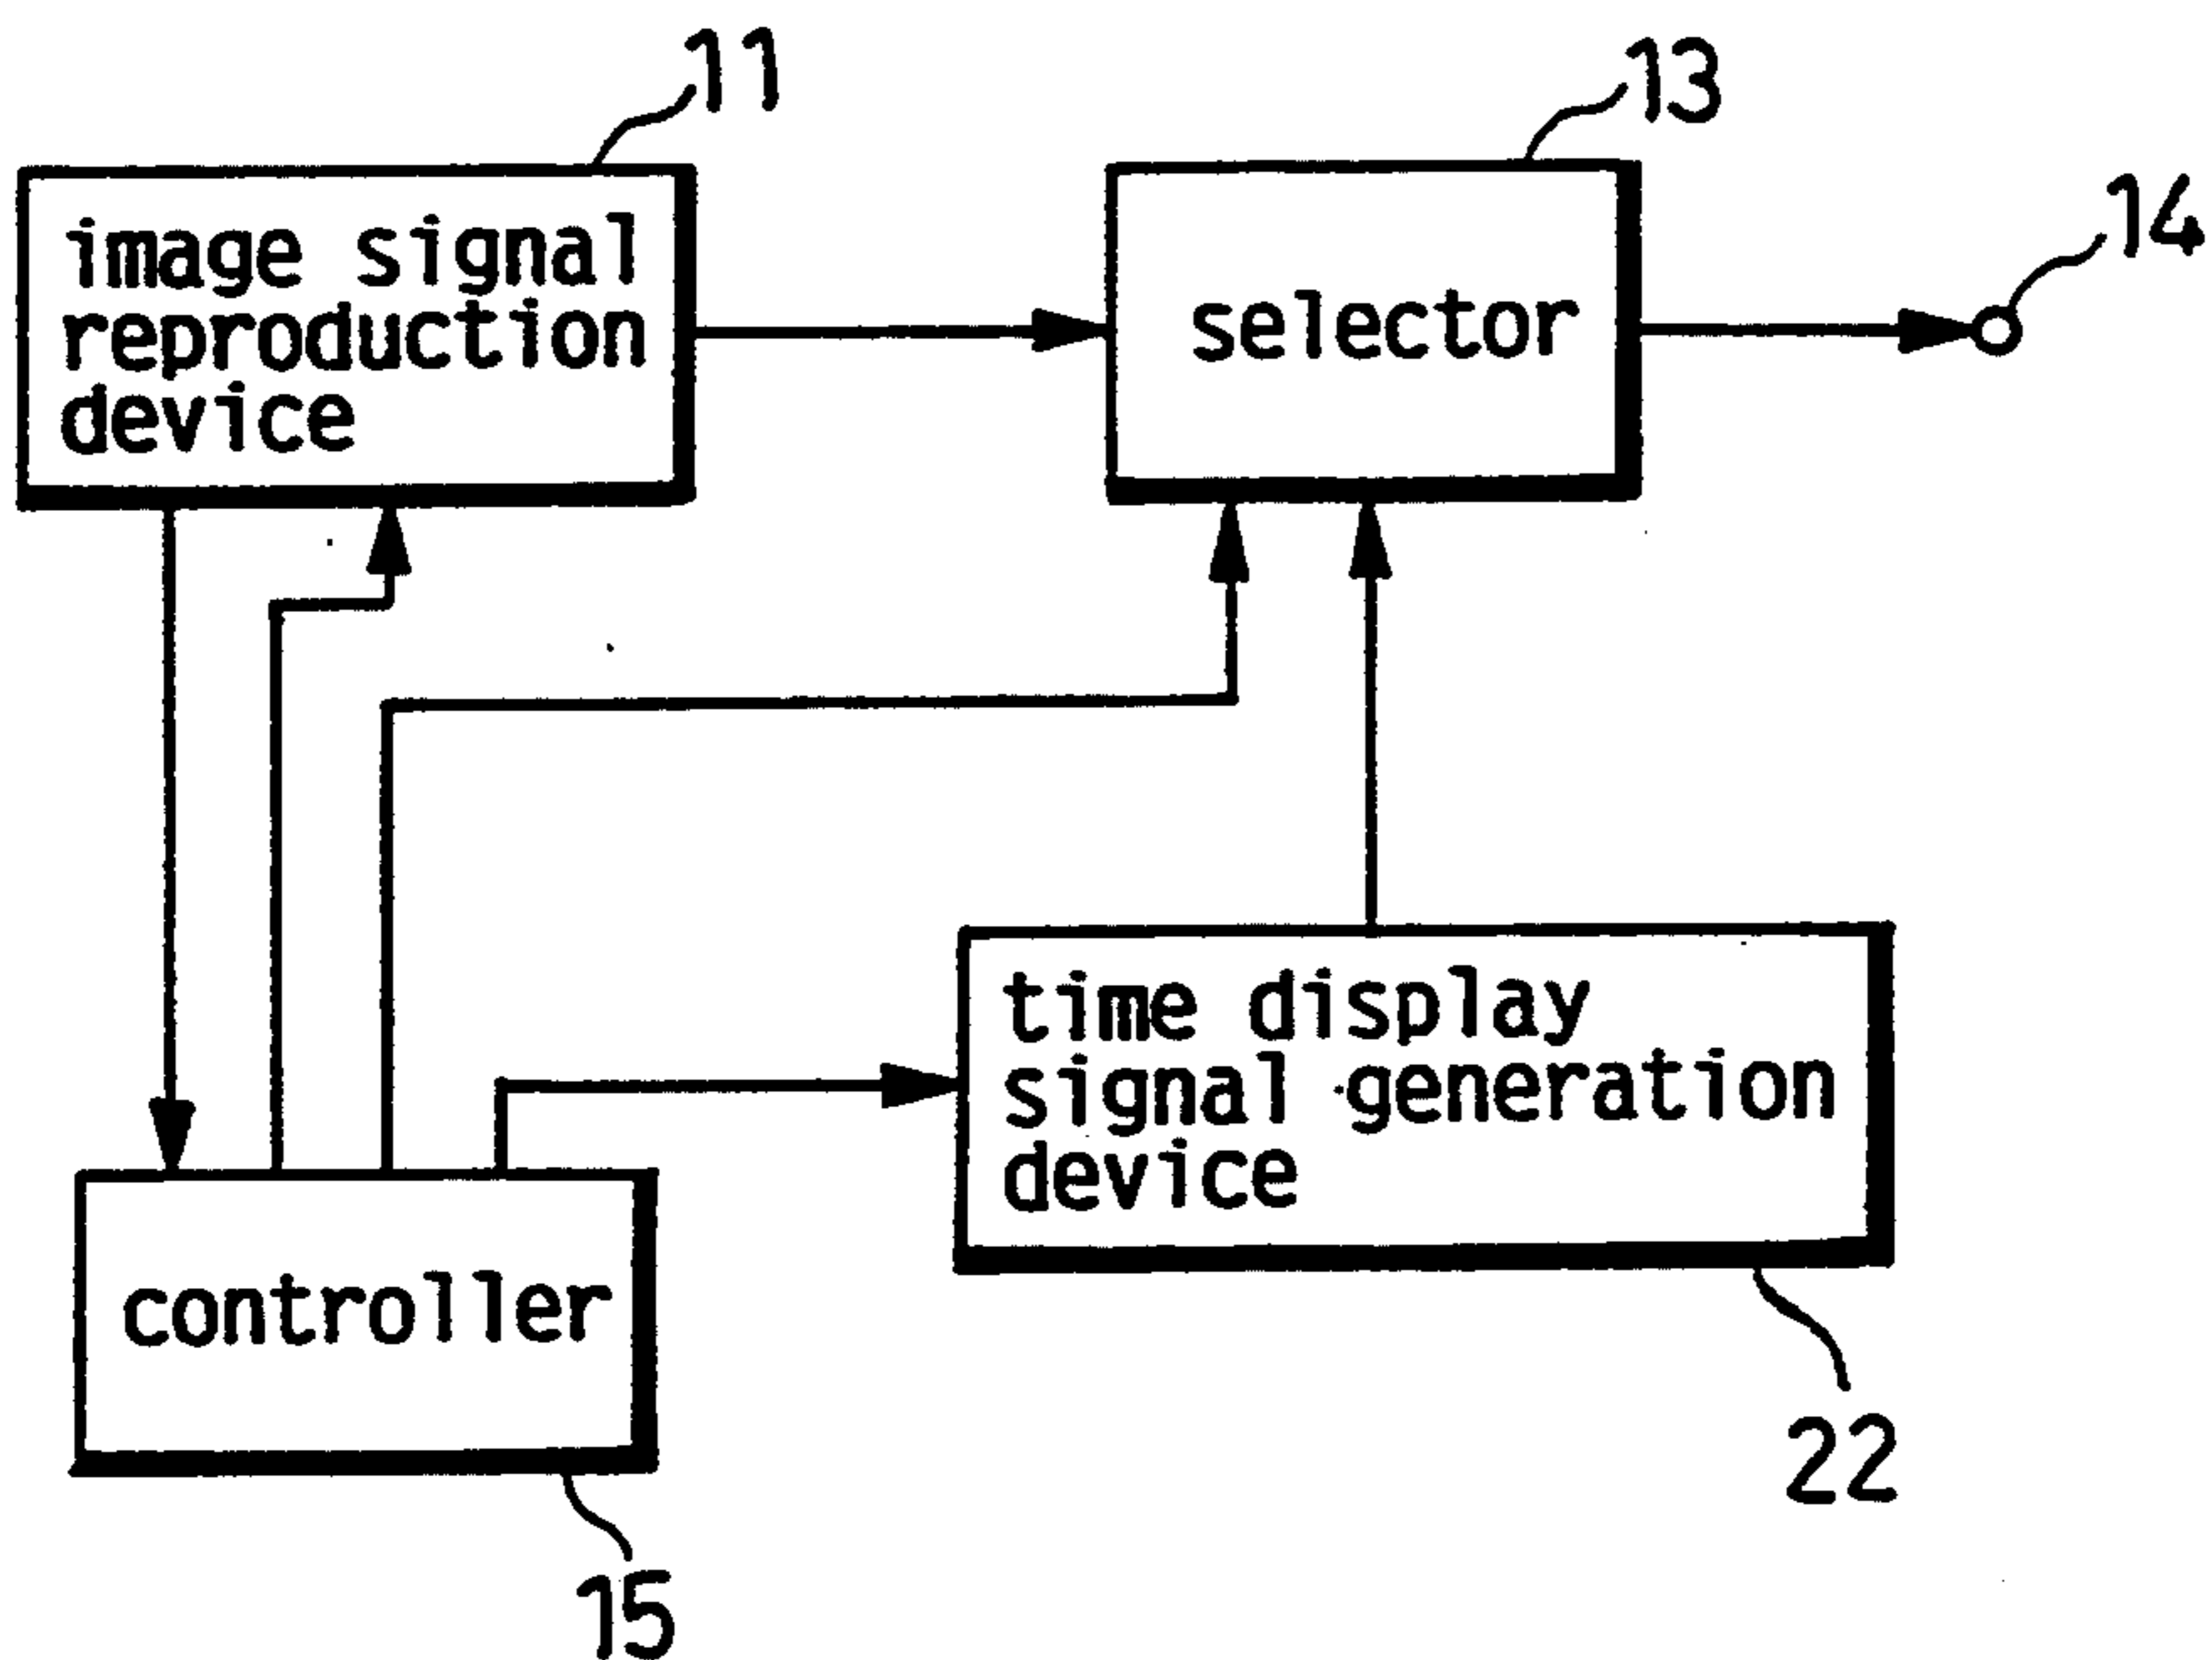 11
13
14
image signal
reproduction
device
selector
time display
signal generation
device
controller
22
15